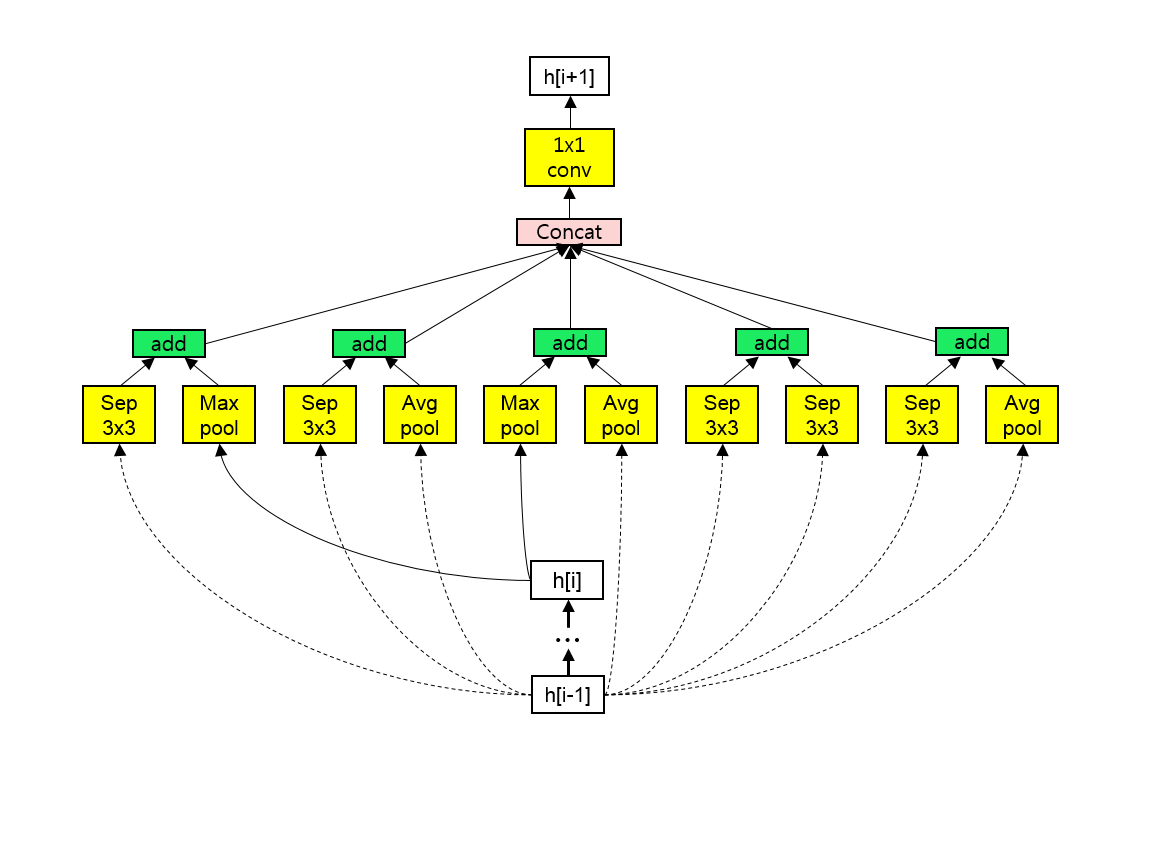 h[i+1]
1x1
conv
Concat
add
add
add
add
add
Sep
3x3
Max
pool
Sep
3x3
Avg
pool
Max
pool
Avg
pool
Sep
3x3
Sep
3x3
Sep
3x3
Avg
pool
h[i]
...
h[i-1]